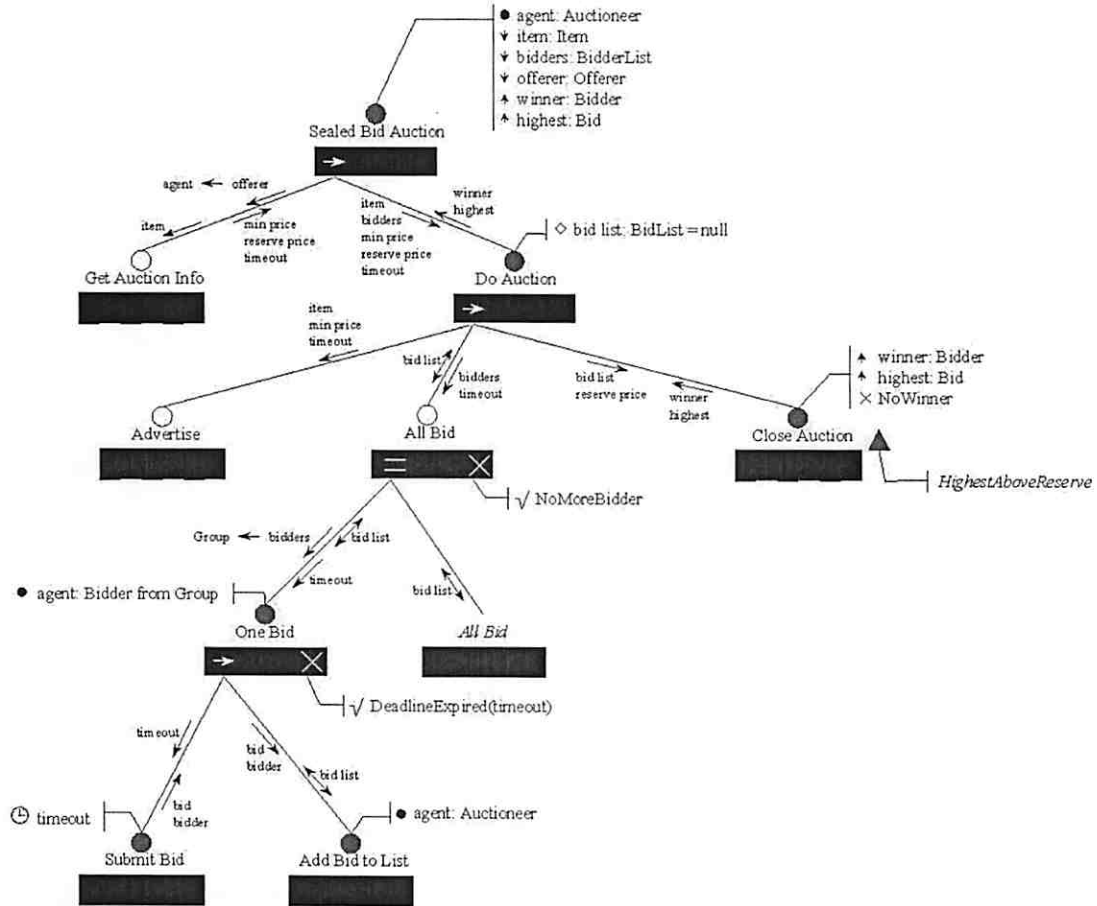 agent: Auctioneer
item: Item
bidders: BidderList
offerer: Offerer
winner: Bidder
highest: Bid
Sealed Bid Auction
agent ← offerer
item
min price
reserve price
timeout
item
bidders
min price
reserve price
timeout
winner
highest
bid list: BidList = null
Get Auction Info
Do Auction
item
min price
timeout
bid list
bidders
timeout
bid list
reserve price
winner
highest
winner: Bidder
highest: Bid
NoWinner
Advertise
All Bid
Close Auction
HighestAboveReserve
√ NoMoreBidder
Group ← bidders
bid list
timeout
bid list
agent: Bidder from Group
One Bid
All Bid
√ DeadlineExpired(timeout)
timeout
bid
bidder
bid list
bid
bidder
timeout
agent: Auctioneer
Submit Bid
Add Bid to List